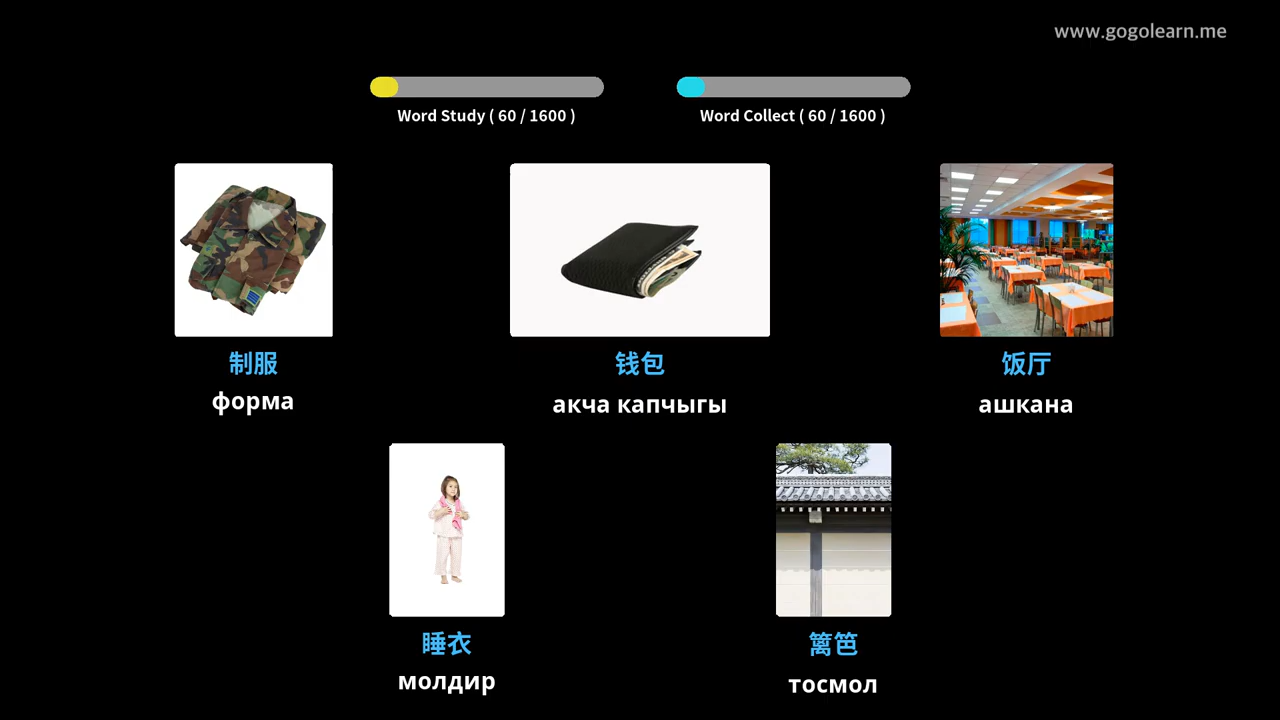 www.gogolearn.me
Word Study ( 60 / 1600 )
Word Collect ( 60 / 1600 )
制服
форма
钱包
акча капчыгы
饭厅
ашкана
睡衣
молдир
篱笆
тосмол